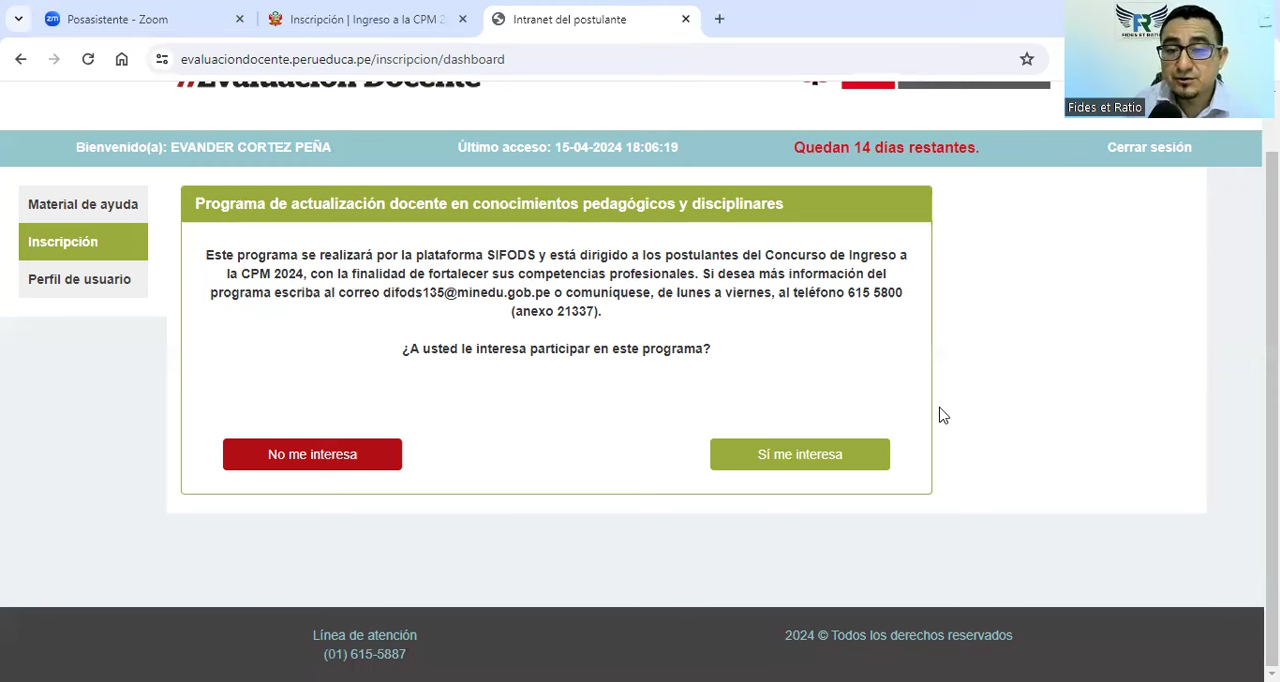 Posasistente - Zoom
Inscripción | Ingreso a la CPM 2
Intranet del postulante
evaluaciondocente.perueduca.pe/inscripcion/dashboard
FIDES ET RATIO
Fides et Ratio
Evaluación Docente
Bienvenido(a): EVANDER CORTEZ PEÑA
Último acceso: 15-04-2024 18:06:19
Quedan 14 días restantes.
Cerrar sesión
Material de ayuda
Inscripción
Perfil de usuario
Programa de actualización docente en conocimientos pedagógicos y disciplinares
Este programa se realizará por la plataforma SIFODS y está dirigido a los postulantes del Concurso de Ingreso a
la CPM 2024, con la finalidad de fortalecer sus competencias profesionales. Si desea más información del
programa escriba al correo difods135@minedu.gob.pe o comuníquese, de lunes a viernes, al teléfono 615 5800
(anexo 21337).
¿A usted le interesa participar en este programa?
No me interesa
Sí me interesa
Línea de atención
(01) 615-5887
2024 © Todos los derechos reservados